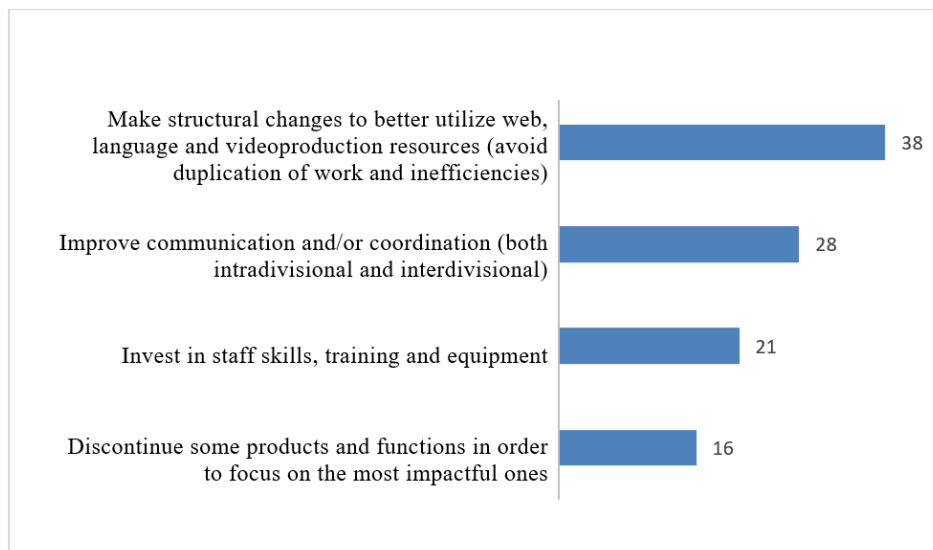 Make structural changes to better utilize web,
language and videoproduction resources (avoid
duplication of work and inefficiencies)
38
Improve communication and/or coordination (both
intradivisional and interdivisional)
28
Invest in staff skills, training and equipment
21
Discontinue some products and functions in order
to focus on the most impactful ones
16